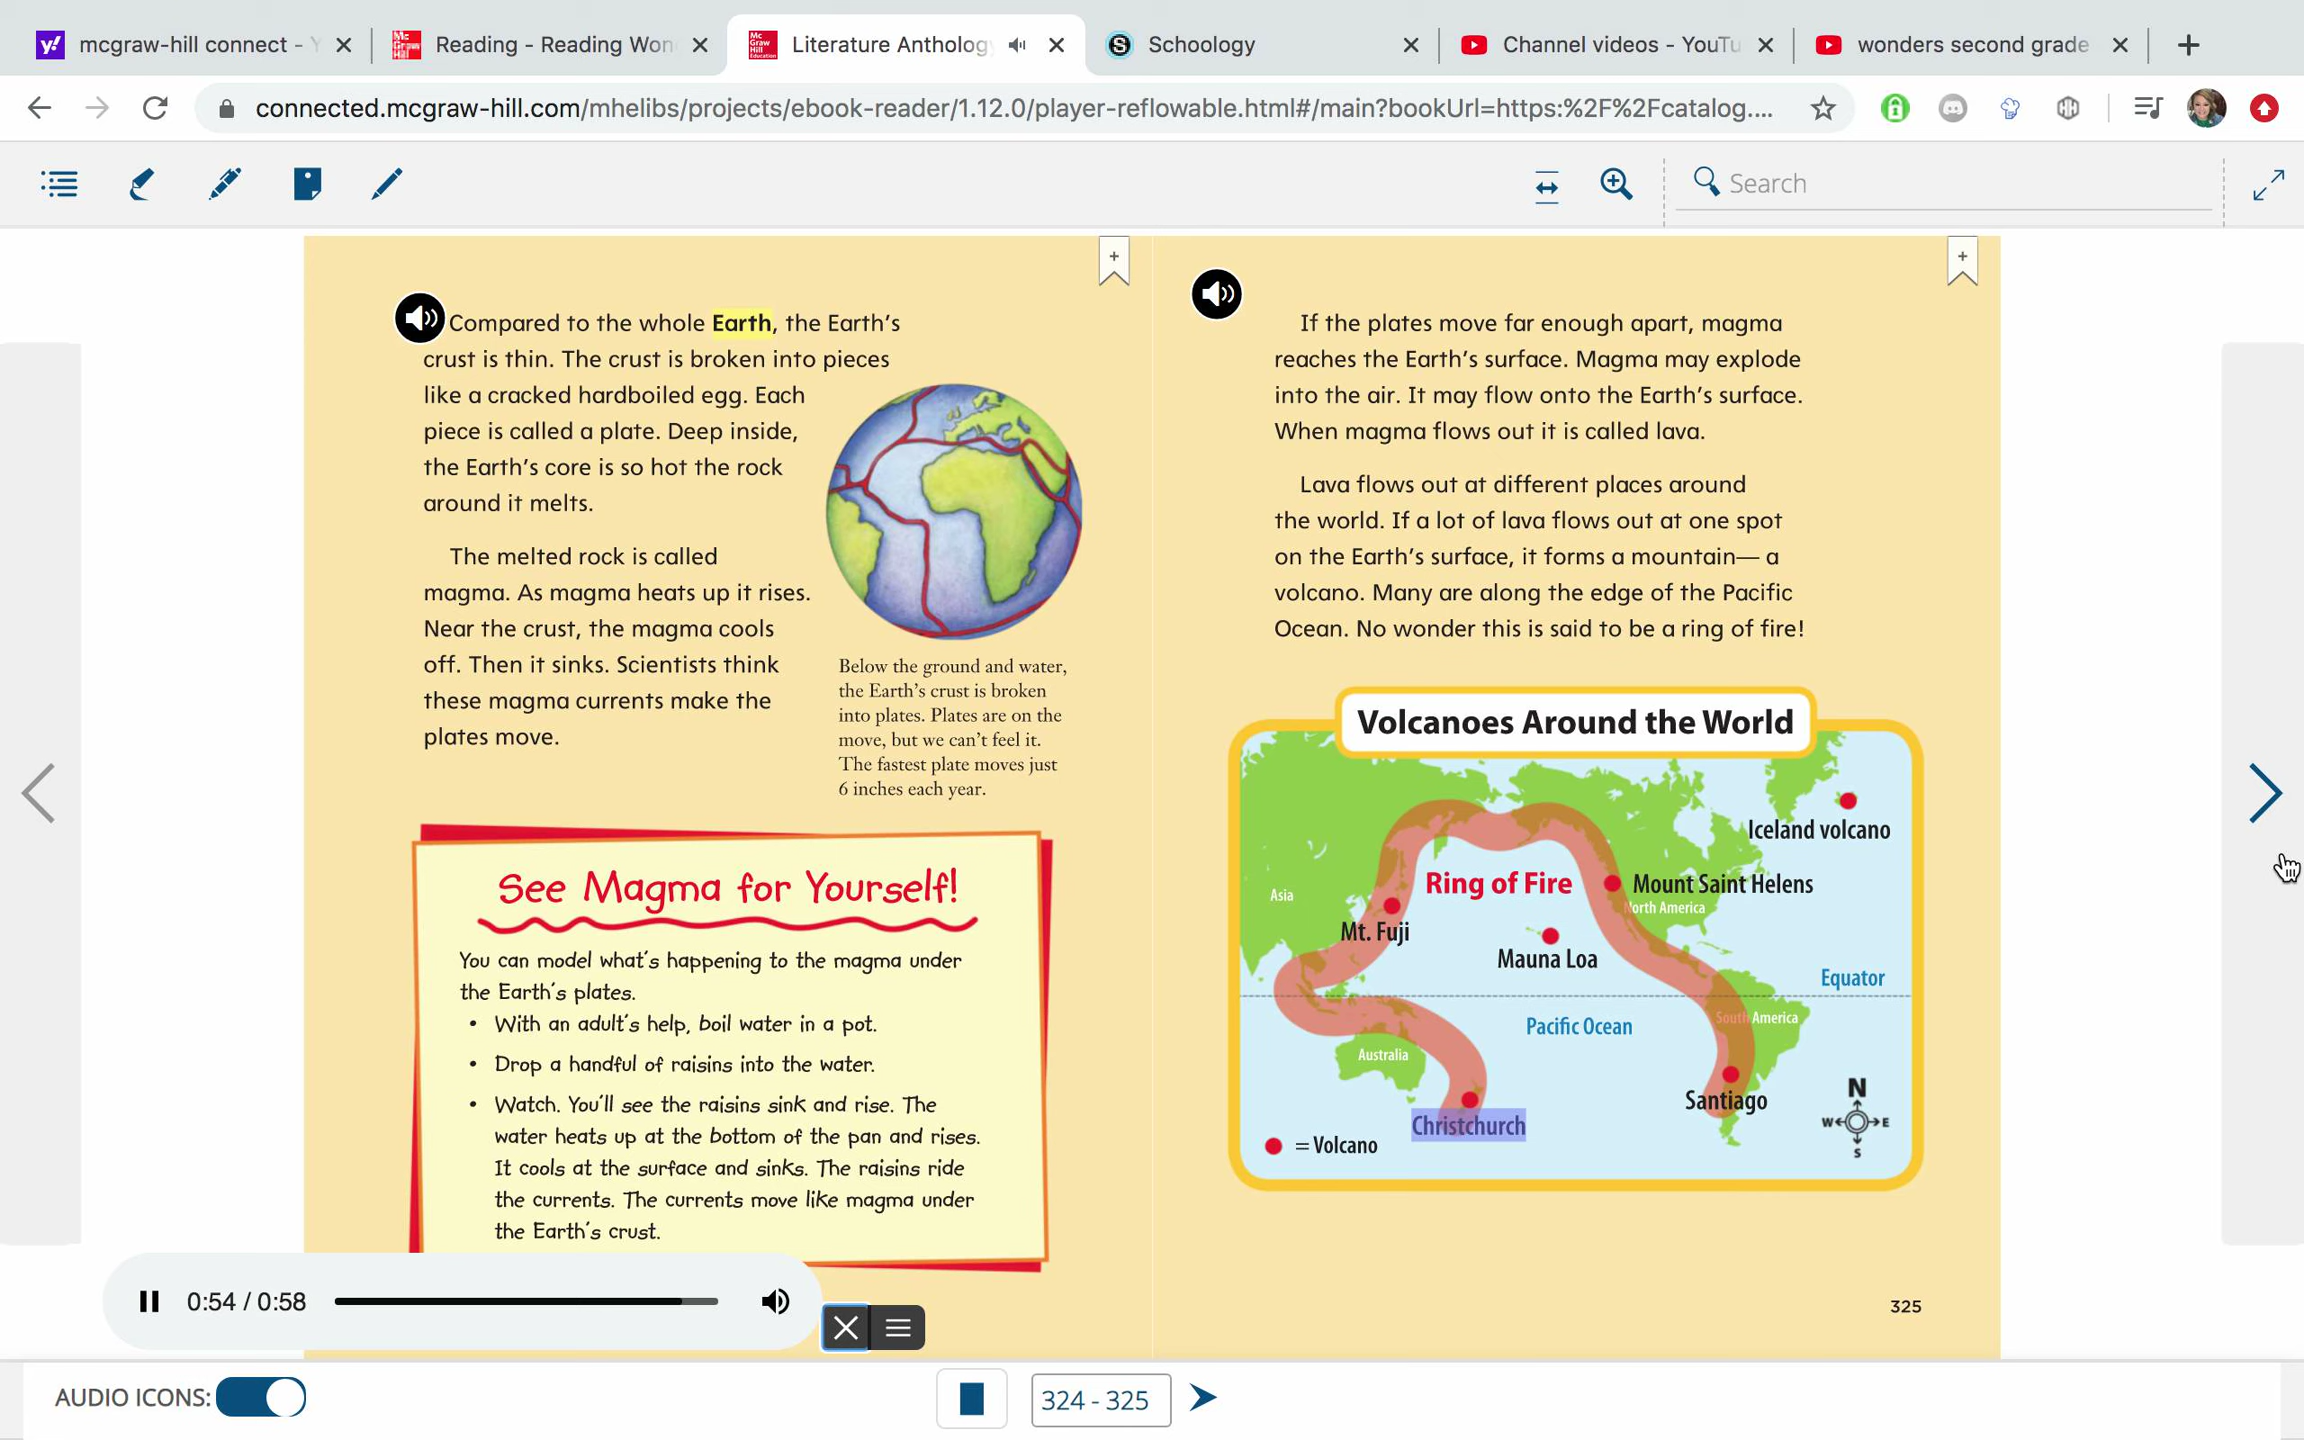 mcgraw-hill connect - Y
Reading - Reading Won
Literature Antholog
Schoology
Channel videos - YouTu
wonders second grade
connected.mcgraw-hill.com/mhelibs/projects/ebook-reader/1.12.0/player-reflowable.html#/main?bookUrl=https:%2F%2Fcatalog....
Search
Compared to the whole Earth, the Earth's
crust is thin. The crust is broken into pieces
like a cracked hardboiled egg. Each
piece is called a plate. Deep inside,
the Earth's core is so hot the rock
around it melts.
The melted rock is called
magma. As magma heats up it rises.
Near the crust, the magma cools
off. Then it sinks. Scientists think
these magma currents make the
plates move.
Below the ground and water,
the Earth's crust is broken
into plates. Plates are on the
move, but we can't feel it.
The fastest plate moves just
6 inches each year.
See Magma for Yourself!
You can model what's happening to the magma under
the Earth's plates.
• With an adult's help, boil water in a pot.
• Drop a handful of raisins into the water.
• Watch. You'll see the raisins sink and rise. The
water heats up at the bottom of the pan and rises.
It cools at the surface and sinks. The raisins ride
the currents. The currents move like magma under
the Earth's crust.
If the plates move far enough apart, magma
reaches the Earth's surface. Magma may explode
into the air. It may flow onto the Earth's surface.
When magma flows out it is called lava.
Lava flows out at different places around
the world. If a lot of lava flows out at one spot
on the Earth's surface, it forms a mountain— a
volcano. Many are along the edge of the Pacific
Ocean. No wonder this is said to be a ring of fire!
Volcanoes Around the World
Iceland volcano
Ring of Fire
Mount Saint Helens
Asia
North America
Mt. Fuji
Mauna Loa
Equator
South America
Pacific Ocean
Australia
Santiago
Christchurch
= Volcano
N
W E
S
325
0:54 / 0:58
AUDIO ICONS:
324 - 325